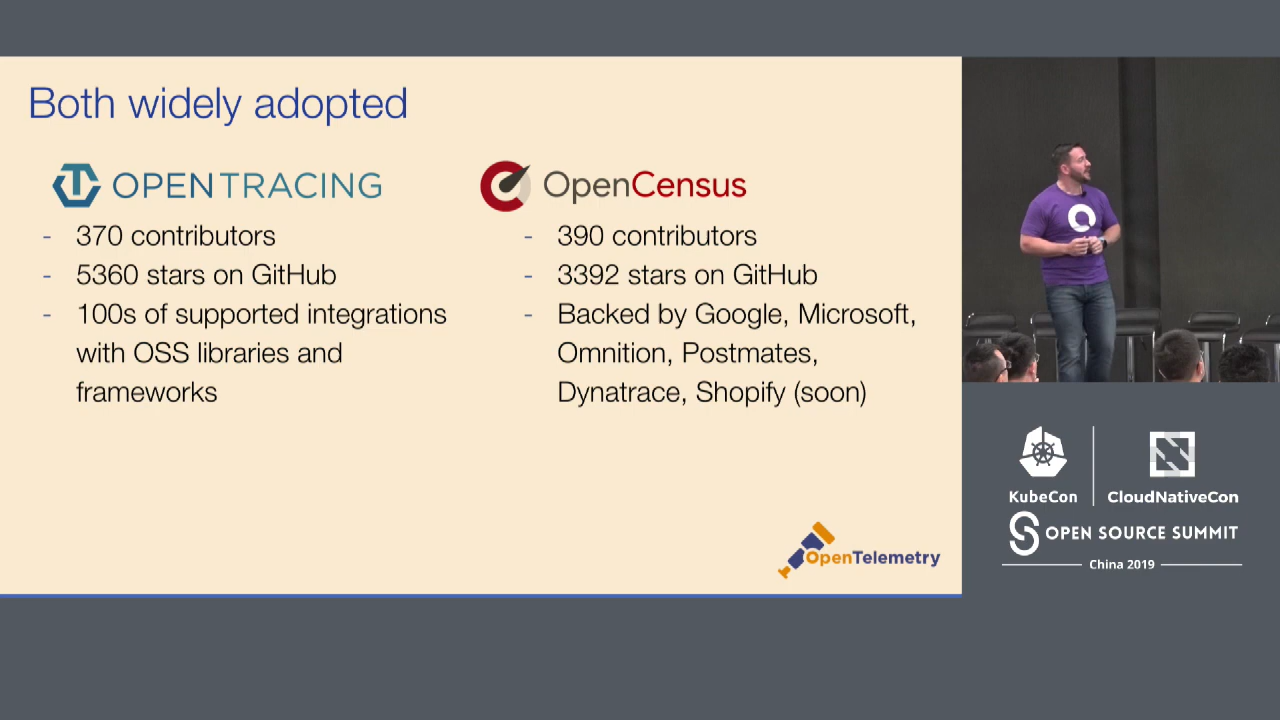 Both widely adopted
OPENTRACING
- 370 contributors
- 5360 stars on GitHub
- 100s of supported integrations
with OSS libraries and
frameworks
OpenCensus
- 390 contributors
- 3392 stars on GitHub
- Backed by Google, Microsoft,
Omnition, Postmates,
Dynatrace, Shopify (soon)
OpenTelemetry
KubeCon
CloudNativeCon
OPEN SOURCE SUMMIT
China 2019